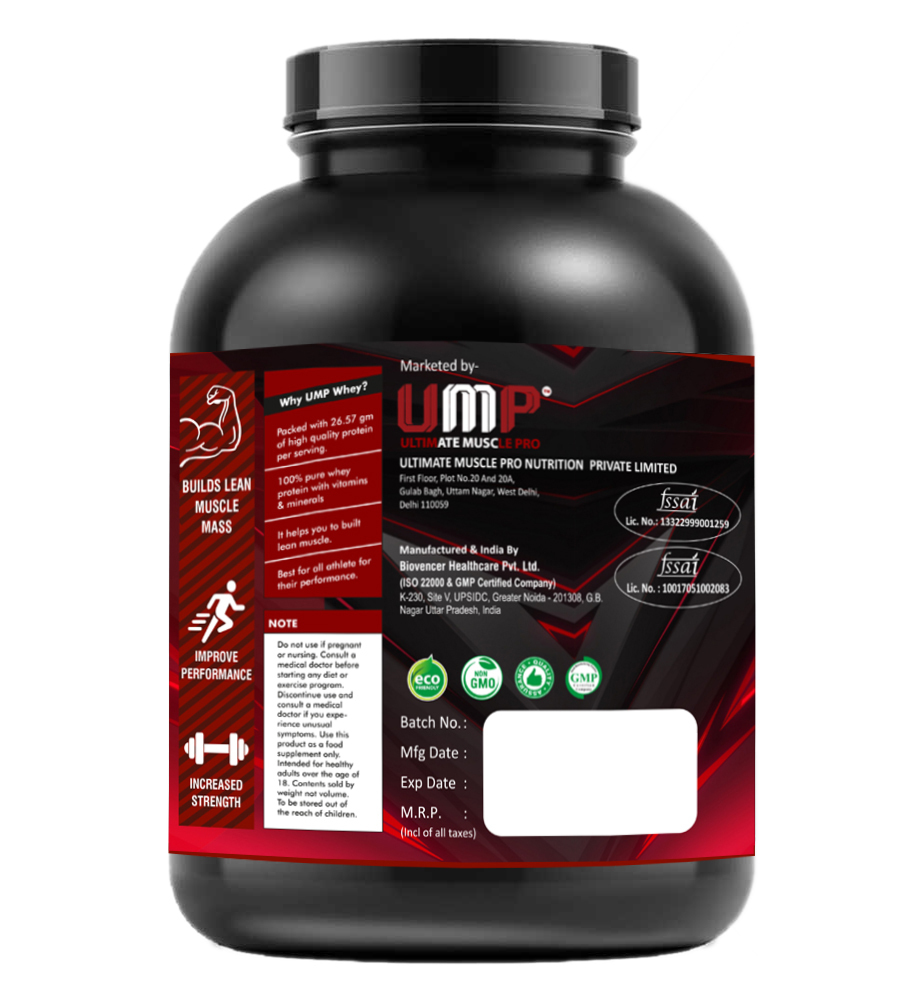 BUILDS LEAN
MUSCLE
MASS
IMPROVE
PERFORMANCE
INCREASED
STRENGTH
Why UMP Whey?
Packed with 26.57 gm
of high quality protein
per serving.
100% pure whey
protein with vitamins
& minerals
It helps you to built
lean muscle.
Best for all athlete for
their performance.
NOTE
Do not use if pregnant
or nursing. Consult a
medical doctor before
starting any diet or
exercise program.
Discontinue use and
consult a medical
doctor if you expe-
rience unusual
symptoms. Use this
product as a food
supplement only.
Intended for healthy
adults over the age of
18. Contents sold by
weight not volume.
To be stored out of
the reach of children.
Marketed by-
UMP™
ULTIMATE MUSCLE PRO
ULTIMATE MUSCLE PRO NUTRITION PRIVATE LIMITED
First Floor, Plot No.20 And 20A,
Gulab Bagh, Uttam Nagar, West Delhi,
Delhi 110059
fssai
Lic. No.: 13322999001259
Manufactured & India By
Biovencer Healthcare Pvt. Ltd.
(ISO 22000 & GMP Certified Company)
K-230, Site V, UPSIDC, Greater Noida - 201308, G.B.
Nagar Uttar Pradesh, India
fssai
Lic. No. : 10017051002083
eco
FRIENDLY
NON
GMO
QUALITY
ASSURANCE
GMP
Batch No. :
Mfg Date :
Exp Date :
M.R.P. :
(Incl of all taxes)